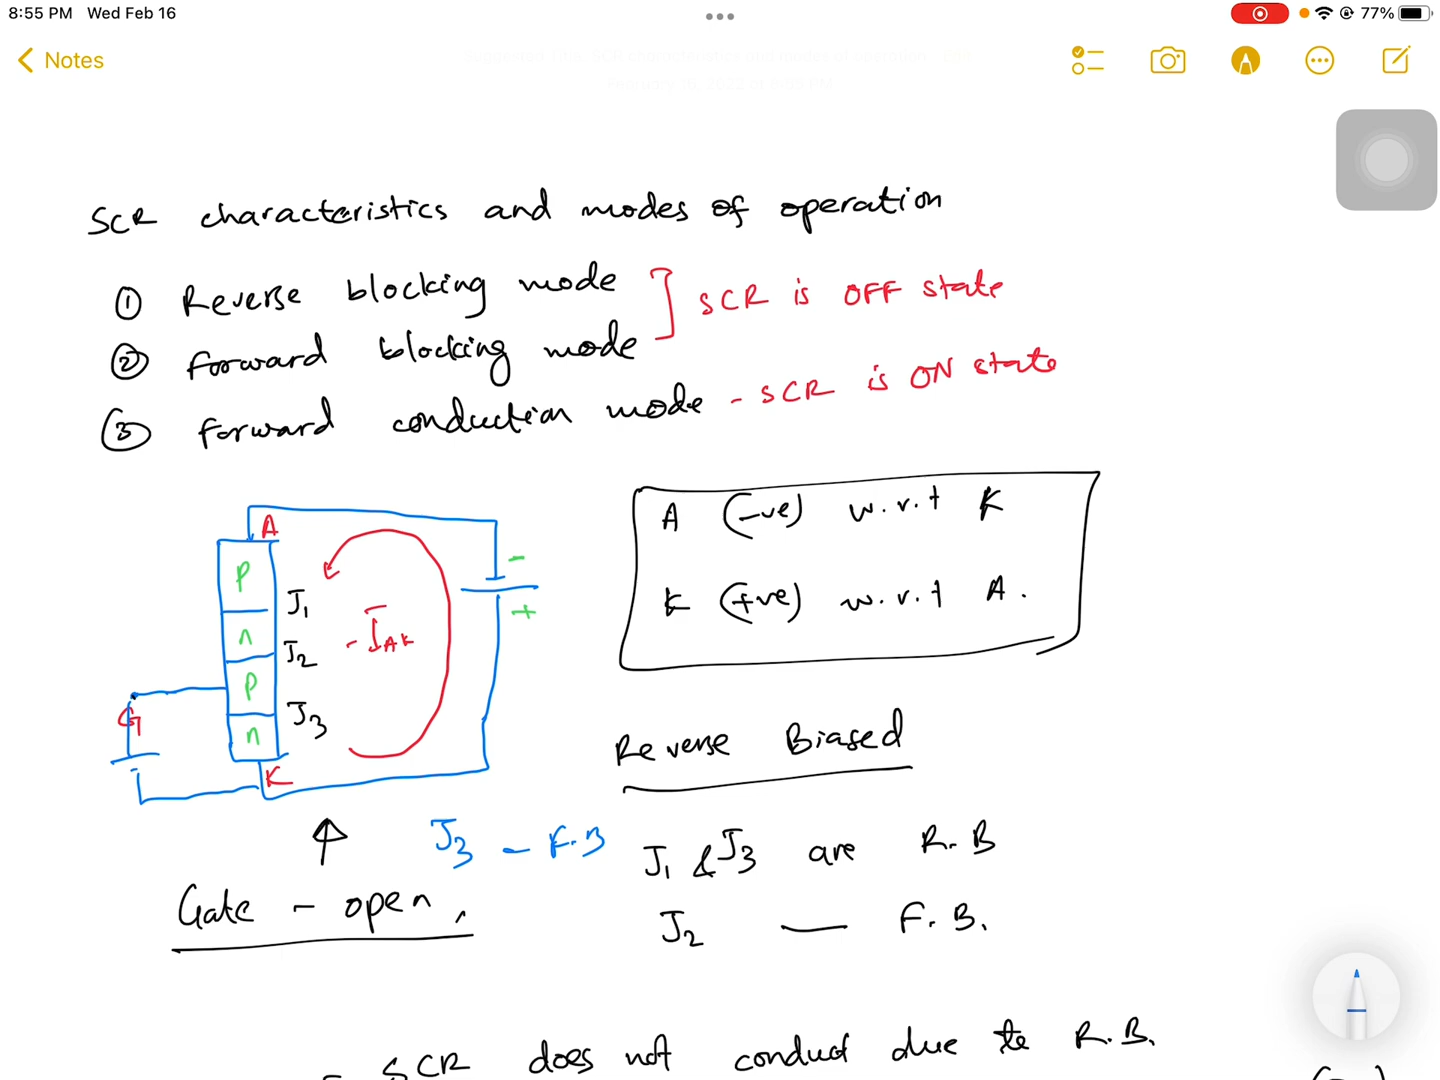 8:55 PM Wed Feb 16
77%
Notes
SCR characteristics and modes of operation
① Reverse blocking mode
② forward blocking mode
] SCR is OFF state
③ forward conduction mode - SCR is ON state
A
P
J1
n
J2
P
J3
n
G
K
- IAK
-
+
A (-ve) w.r.t K
K (+ve) w.r.t A.
Reverse Biased
J3 - F.B
Gate - open,
J1 & J3 are R.B
J2 — F.B.
SCR does not conduct due to R.B.